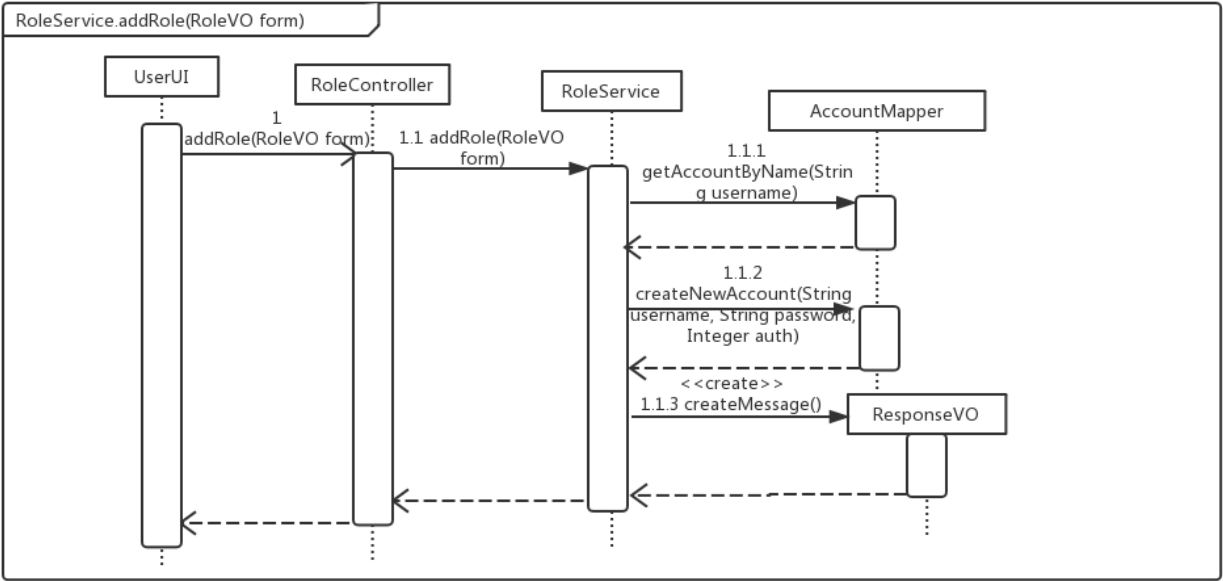 RoleService.addRole(RoleVO form)
UserUI
RoleController
RoleService
AccountMapper
1
addRole(RoleVO form)
1.1 addRole(RoleVO
form)
1.1.1
getAccountByName(Strin
g username)
1.1.2
createNewAccount(String
username, String password,
Integer auth)
<<create>>
1.1.3 createMessage()
ResponseVO